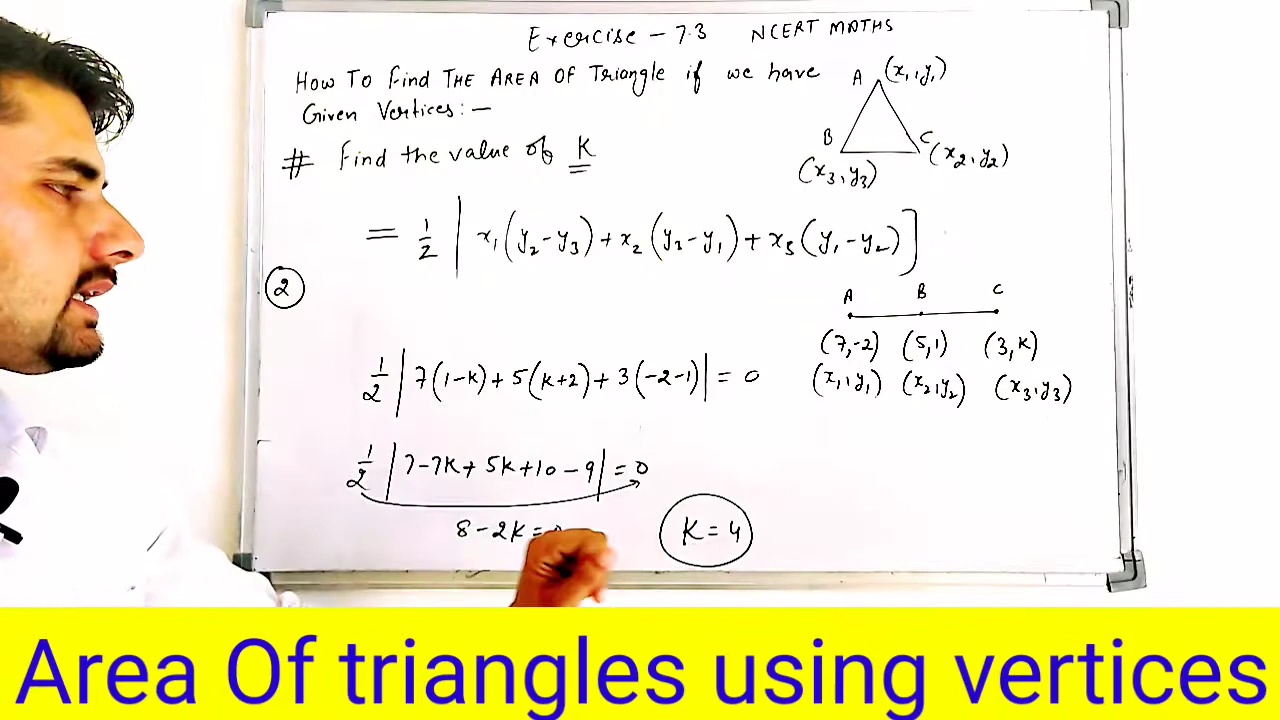 Exercise - 7.3 NCERT MATHS
HOW TO find THE AREA OF Triangle if we have
Given Vertices :-
# find the value of K
A (x₁, y₁)
B C (x₂, y₂)
(x₃, y₃)
= 1/2 | x₁(y₂-y₃) + x₂(y₃-y₁) + x₃(y₁-y₂) ]
②
A B C
(7,-2) (5,1) (3,K)
(x₁,y₁) (x₂,y₂) (x₃,y₃)
1/2 | 7(1-K) + 5(K+2) + 3(-2-1) | = 0
1/2 | 7-7K + 5K+10 - 9 | = 0
8-2K =
K = 4
Area Of triangles using vertices